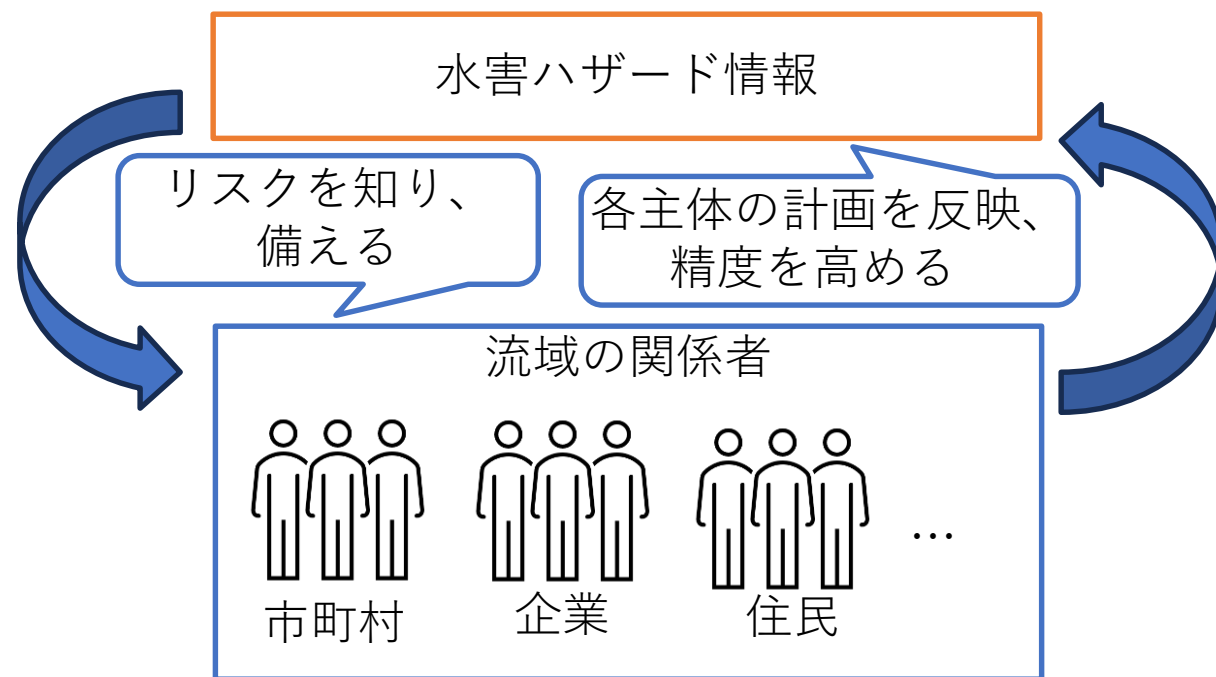 水害ハザード情報
リスクを知り、
備える
各主体の計画を反映、
精度を高める
流域の関係者
市町村
企業
住民
…